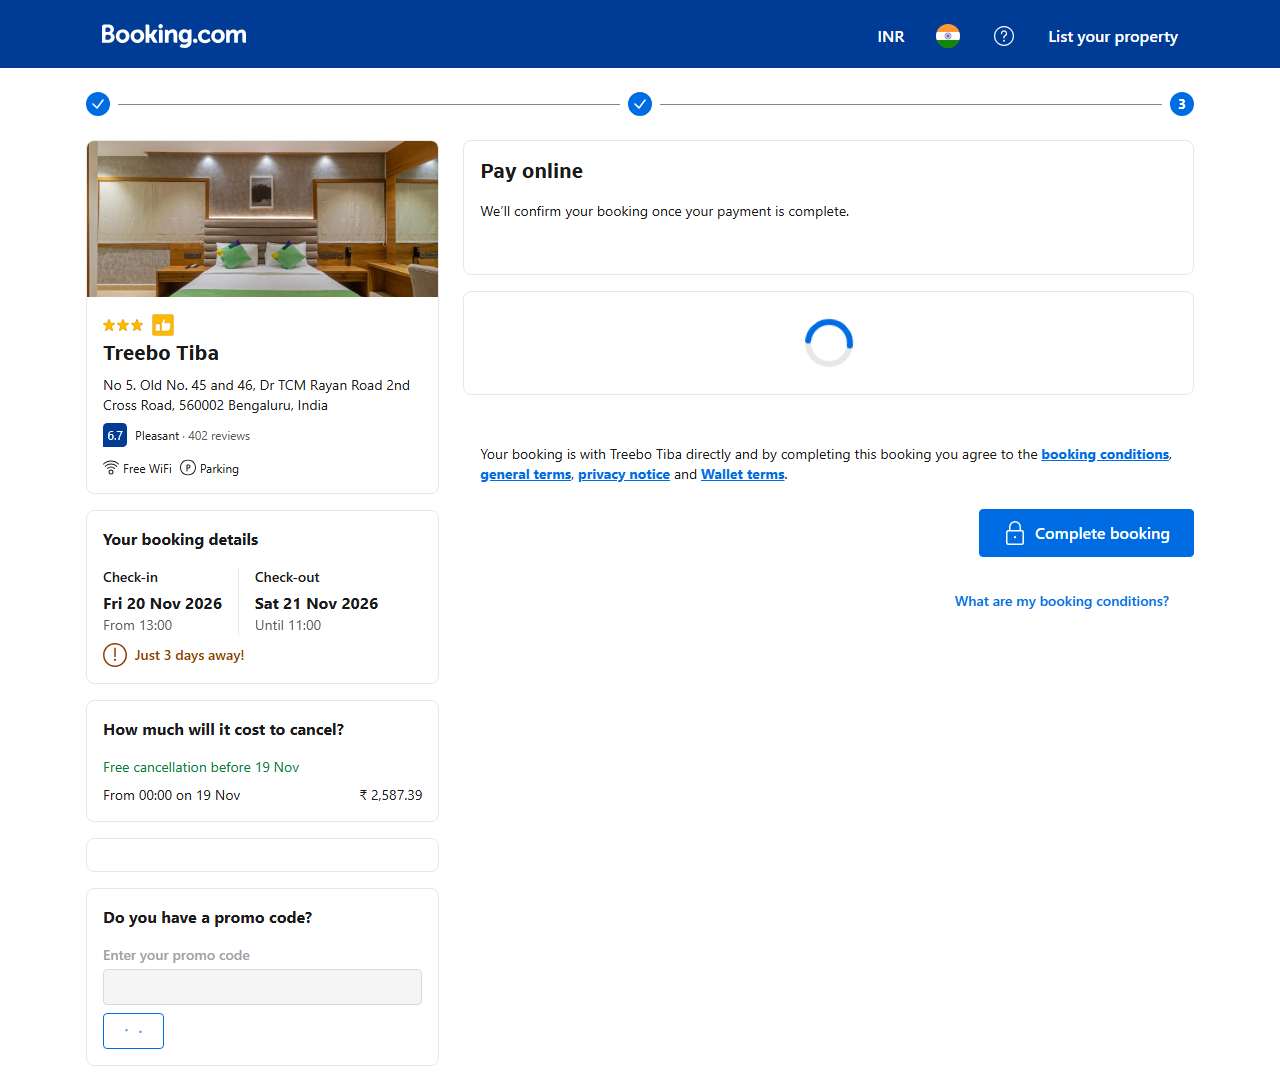 Booking.com
INR
List your property
3
Treebo Tiba
No 5. Old No. 45 and 46, Dr TCM Rayan Road 2nd
Cross Road, 560002 Bengaluru, India
6.7 Pleasant · 402 reviews
Free WiFi Parking
Your booking details
Check-in
Fri 20 Nov 2026
From 13:00
Check-out
Sat 21 Nov 2026
Until 11:00
Just 3 days away!
How much will it cost to cancel?
Free cancellation before 19 Nov
From 00:00 on 19 Nov ₹ 2,587.39
Do you have a promo code?
Enter your promo code
Pay online
We'll confirm your booking once your payment is complete.
Your booking is with Treebo Tiba directly and by completing this booking you agree to the booking conditions,
general terms, privacy notice and Wallet terms.
Complete booking
What are my booking conditions?